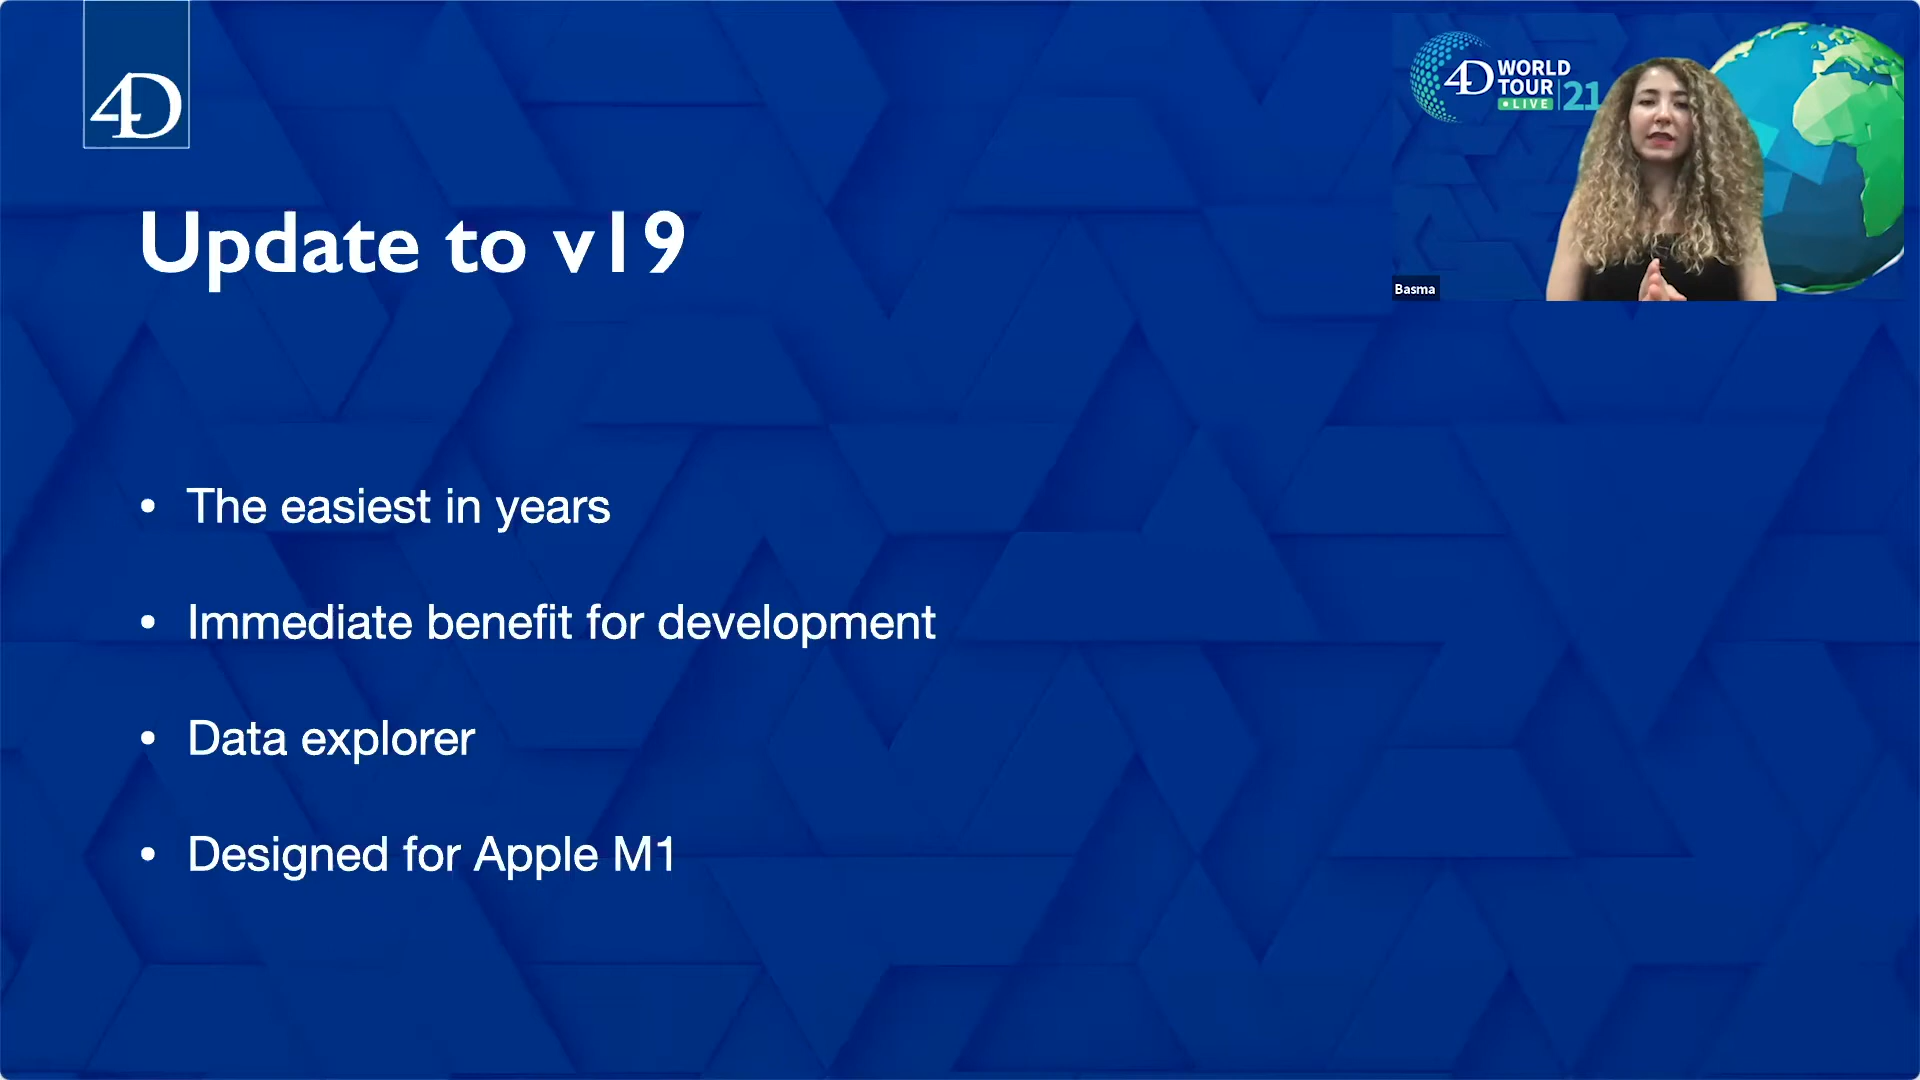 4D
Update to v19
• The easiest in years
• Immediate benefit for development
• Data explorer
• Designed for Apple M1
4D WORLD
TOUR
• LIVE
21
Basma